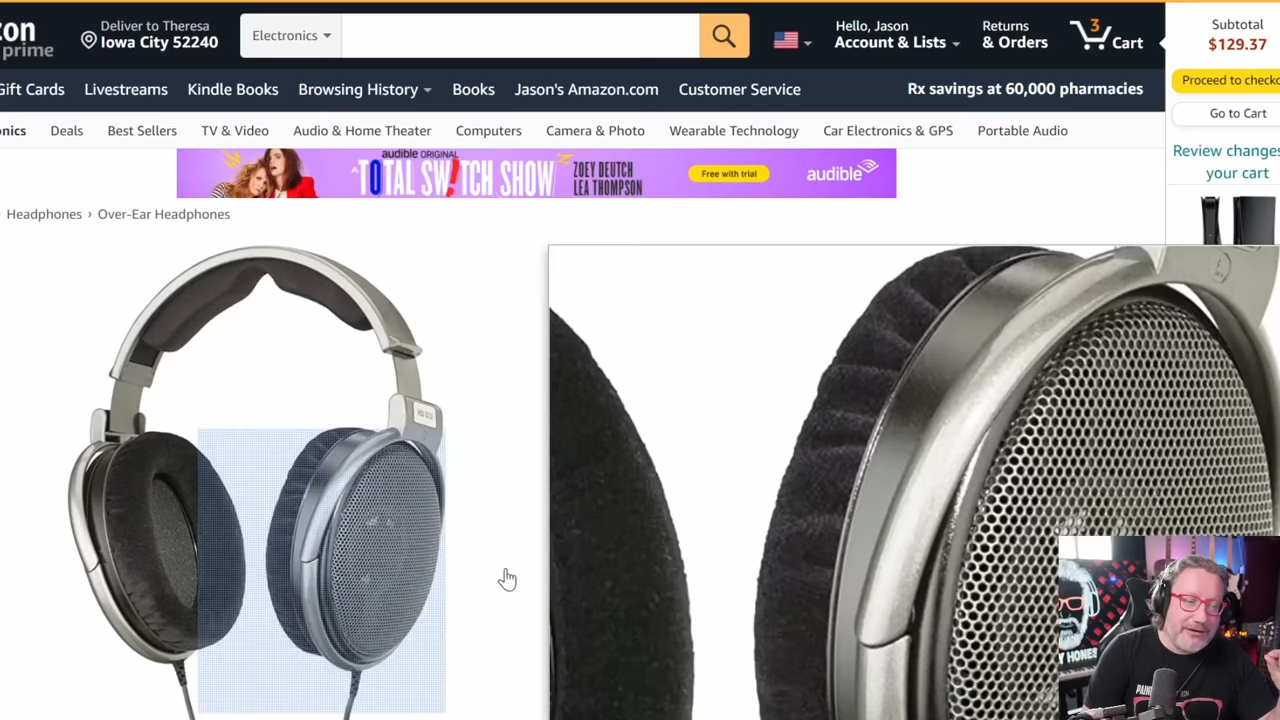 zon
prime
Deliver to Theresa
Iowa City 52240
Electronics
Hello, Jason
Account & Lists
Returns
& Orders
3
Cart
Subtotal
$129.37
Gift Cards
Livestreams
Kindle Books
Browsing History
Books
Jason's Amazon.com
Customer Service
Rx savings at 60,000 pharmacies
Proceed to checko
Go to Cart
onics
Deals
Best Sellers
TV & Video
Audio & Home Theater
Computers
Camera & Photo
Wearable Technology
Car Electronics & GPS
Portable Audio
Review changes
your cart
audible ORIGINAL
A TOTAL SW!TCH SHOW
ZOEY DEUTCH
LEA THOMPSON
Free with trial
audible
Headphones › Over-Ear Headphones
Y HONES